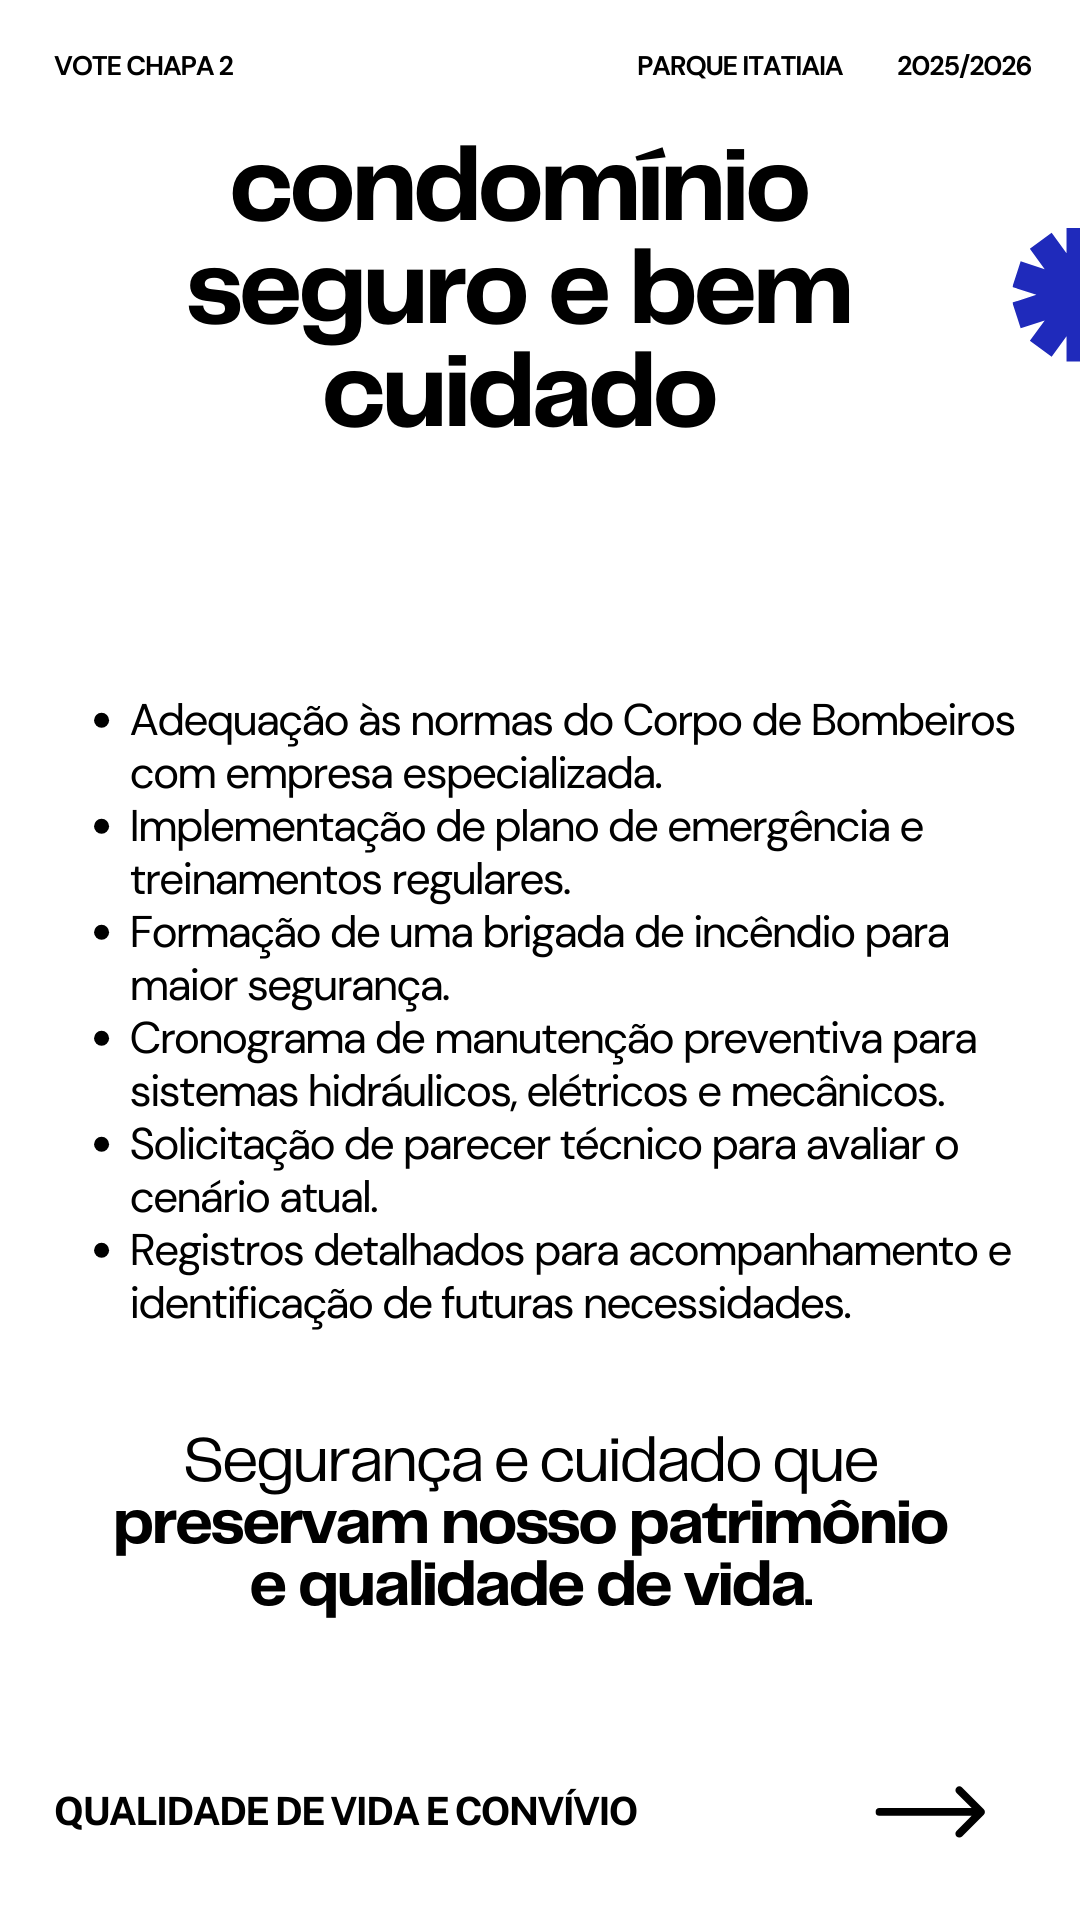 VOTE CHAPA 2 PARQUE ITATIAIA 2025/2026
condomínio
seguro e bem
cuidado
• Adequação às normas do Corpo de Bombeiros
com empresa especializada.
• Implementação de plano de emergência e
treinamentos regulares.
• Formação de uma brigada de incêndio para
maior segurança.
• Cronograma de manutenção preventiva para
sistemas hidráulicos, elétricos e mecânicos.
• Solicitação de parecer técnico para avaliar o
cenário atual.
• Registros detalhados para acompanhamento e
identificação de futuras necessidades.
Segurança e cuidado que
preservam nosso patrimônio
e qualidade de vida.
QUALIDADE DE VIDA E CONVÍVIO